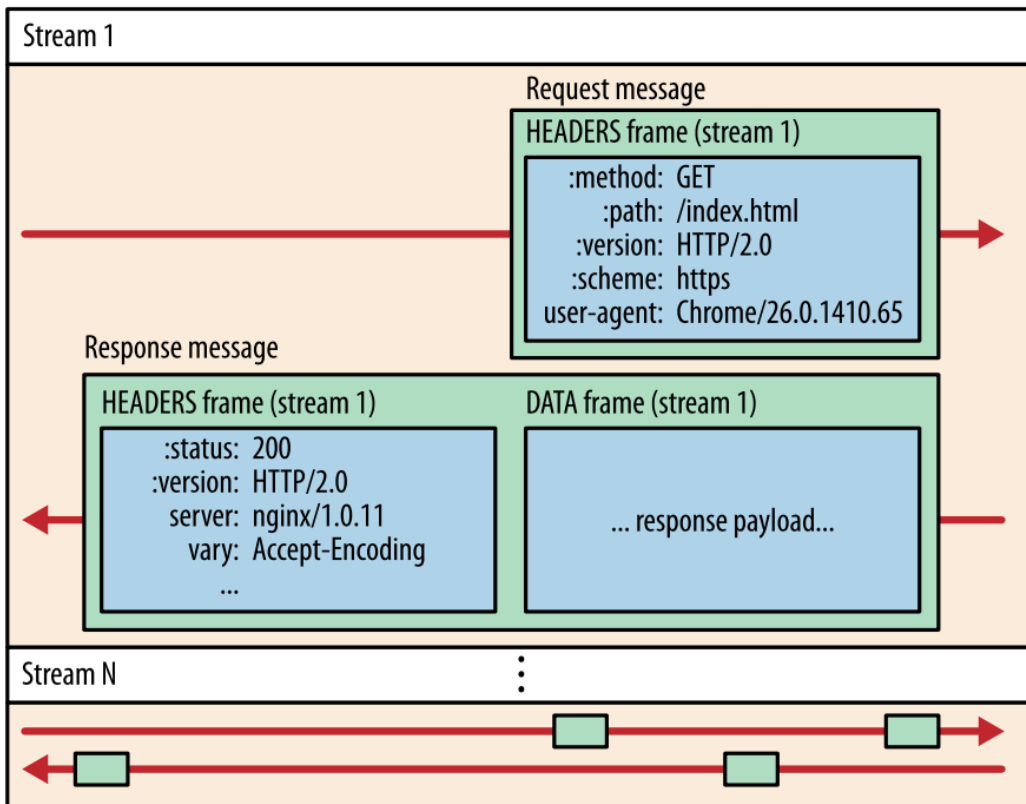 Stream 1
Request message
HEADERS frame (stream 1)
:method: GET
:path: /index.html
:version: HTTP/2.0
:scheme: https
user-agent: Chrome/26.0.1410.65
Response message
HEADERS frame (stream 1)
:status: 200
:version: HTTP/2.0
server: nginx/1.0.11
vary: Accept-Encoding
...
DATA frame (stream 1)
... response payload...
Stream N